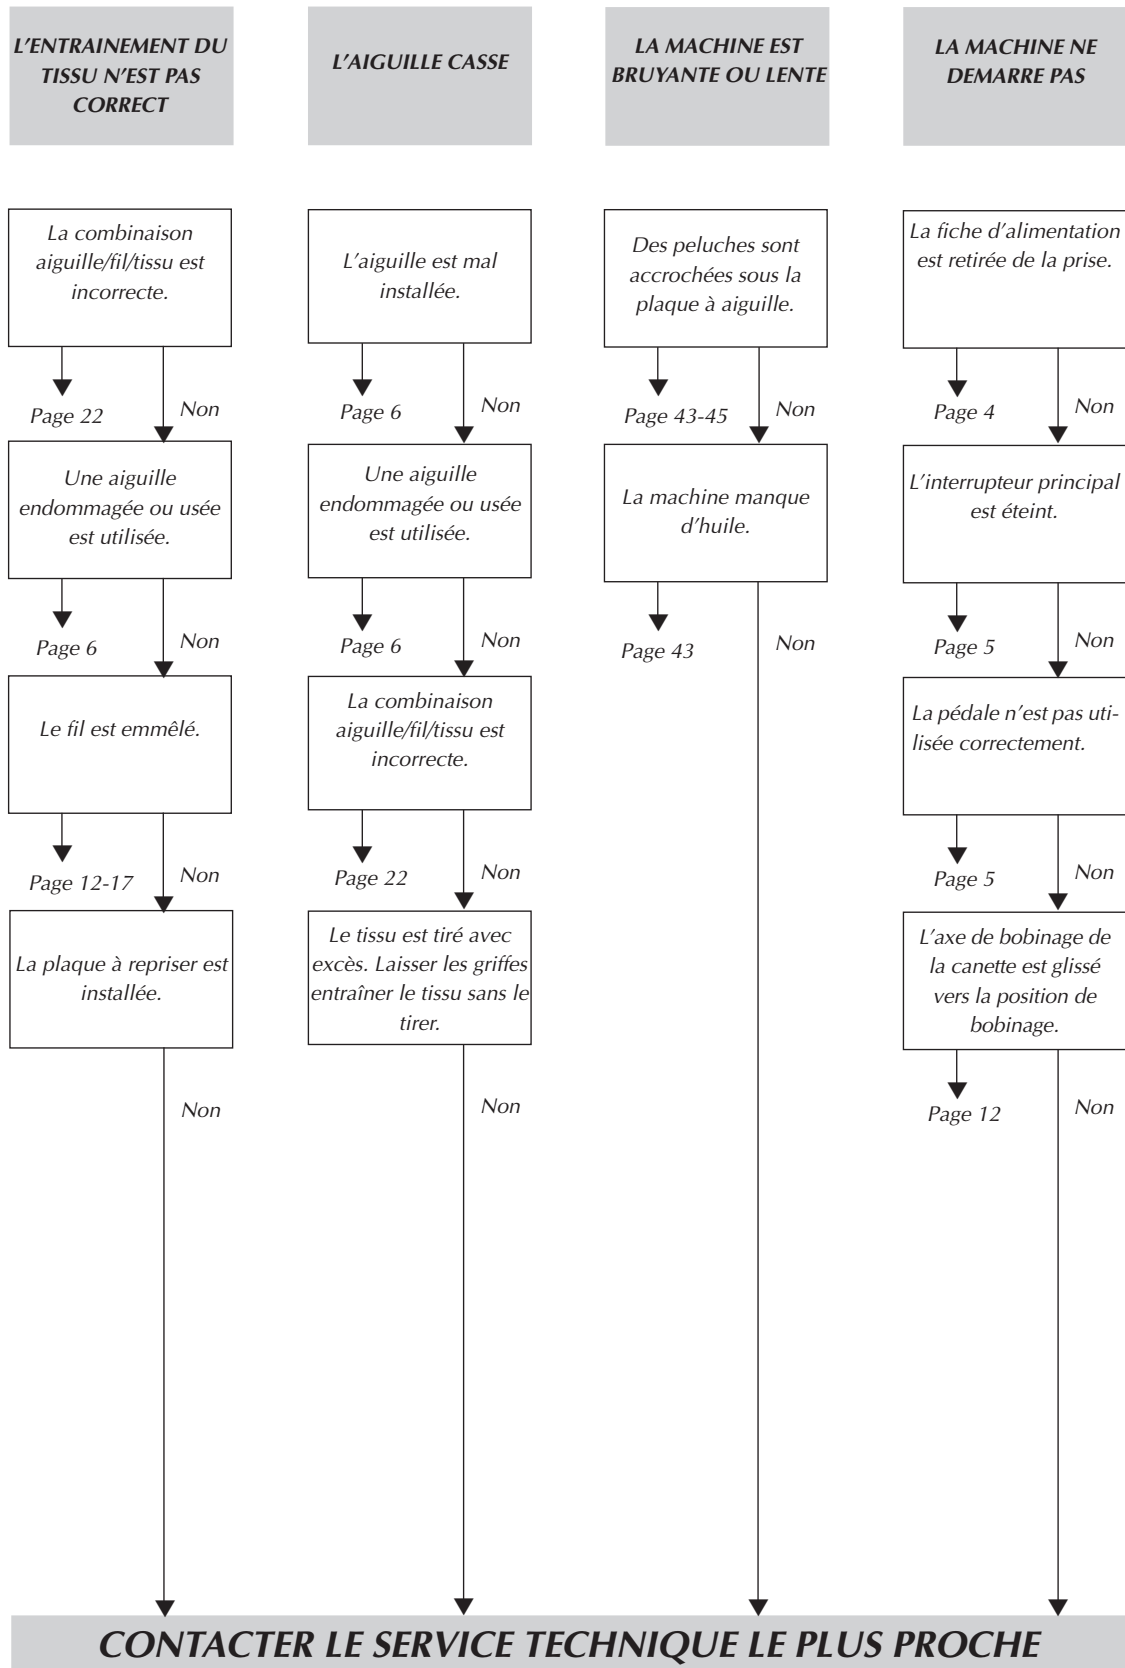 L'ENTRAINEMENT DU
TISSU N'EST PAS
CORRECT
La combinaison
aiguille/fil/tissu est
incorrecte.
Page 22
Non
Une aiguille
endommagée ou usée
est utilisée.
Page 6
Non
Le fil est emmêlé.
Page 12-17
Non
La plaque à repriser est
installée.
Non
L'AIGUILLE CASSE
L'aiguille est mal
installée.
Page 6
Non
Une aiguille
endommagée ou usée
est utilisée.
Page 6
Non
La combinaison
aiguille/fil/tissu est
incorrecte.
Page 22
Non
Le tissu est tiré avec
excès. Laisser les griffes
entraîner le tissu sans le
tirer.
Non
LA MACHINE EST
BRUYANTE OU LENTE
Des peluches sont
accrochées sous la
plaque à aiguille.
Page 43-45
Non
La machine manque
d'huile.
Page 43
Non
LA MACHINE NE
DEMARRE PAS
La fiche d'alimentation
est retirée de la prise.
Page 4
Non
L'interrupteur principal
est éteint.
Page 5
Non
La pédale n'est pas uti-
lisée correctement.
Page 5
Non
L'axe de bobinage de
la canette est glissé
vers la position de
bobinage.
Page 12
Non
CONTACTER LE SERVICE TECHNIQUE LE PLUS PROCHE